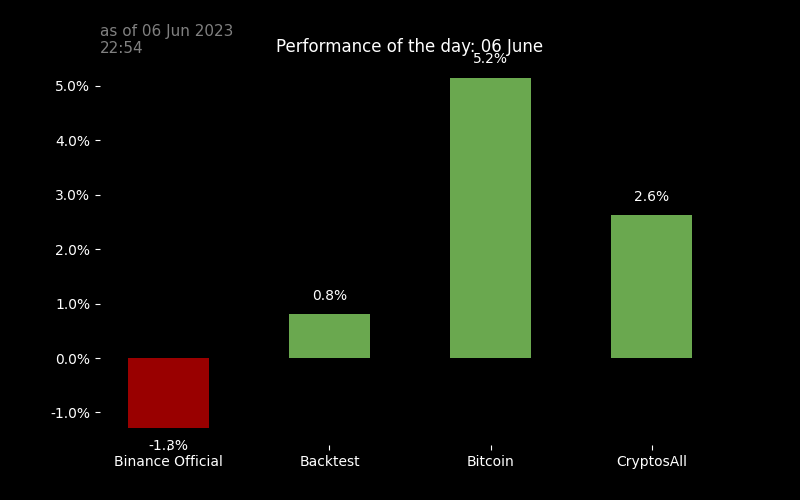 as of 06 Jun 2023
22:54
Performance of the day: 06 June
5.2%
5.0%
4.0%
3.0%
2.6%
2.0%
1.0%
0.8%
0.0%
-1.0%
-1.3%
Binance Official
Backtest
Bitcoin
CryptosAll